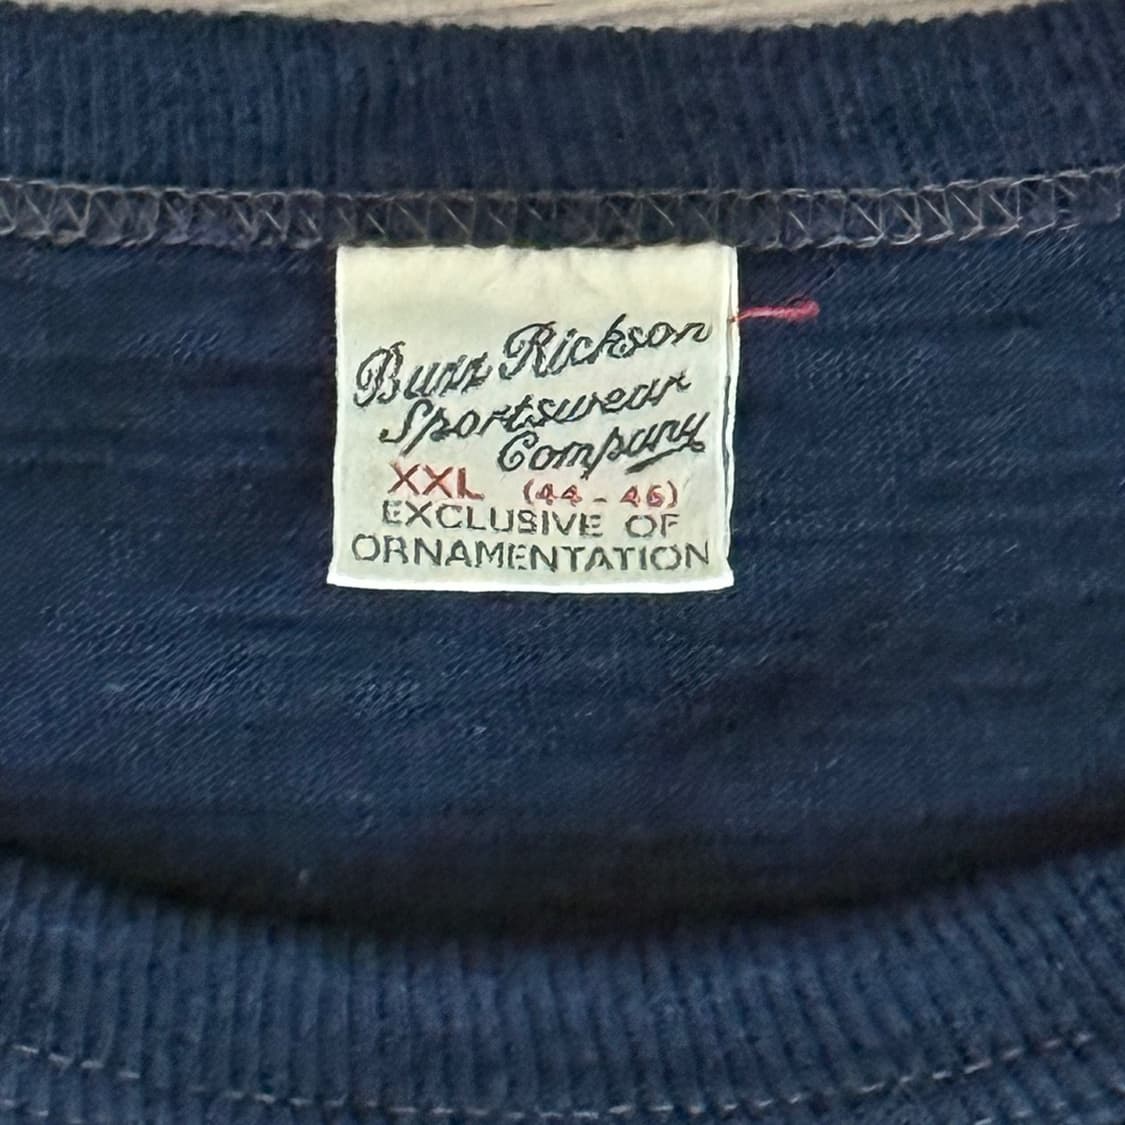 Buzz Rickson
Sportswear
Company
XXL (44 - 46)
EXCLUSIVE OF
ORNAMENTATION